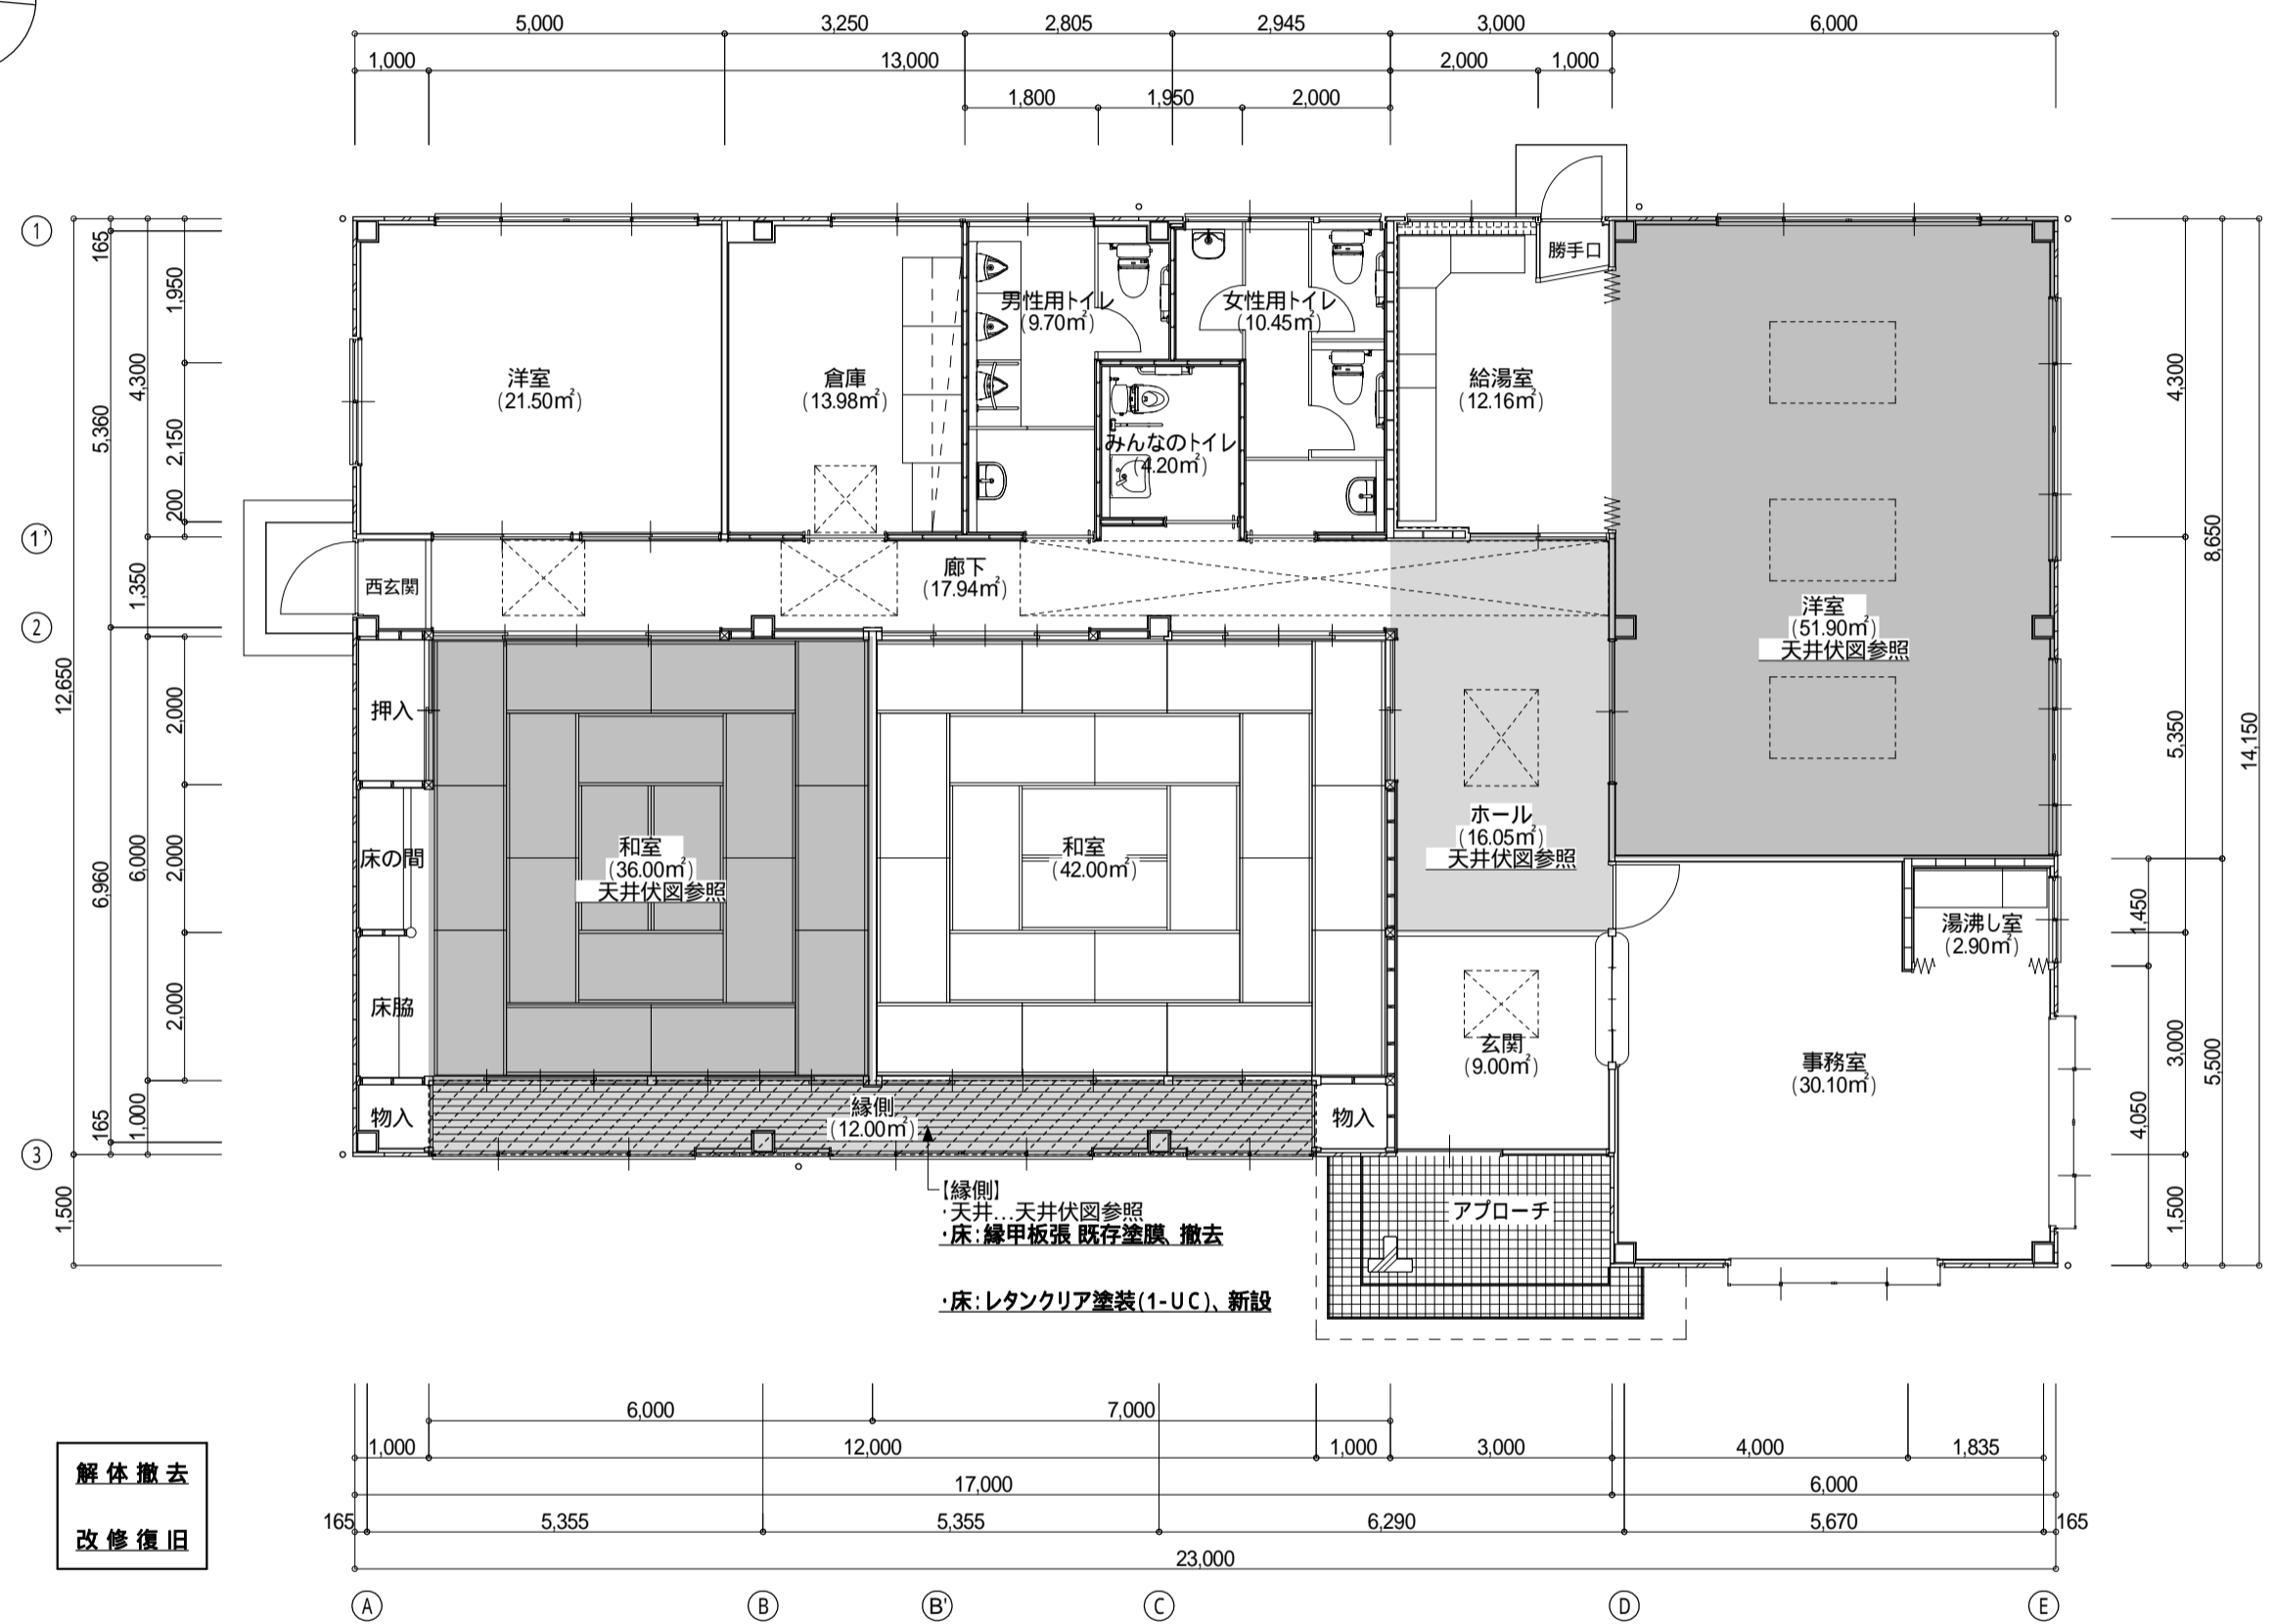 5,000 3,250 2,805 2,945 3,000 6,000
1,000 13,000 2,000 1,000
1,800 1,950 2,000
1
165
1,950
4,300
5,360
2,150
200
1'
1,350
2
12,650
2,000
6,960
6,000
2,000
2,000
165
1,000
3
1,500
勝手口
男性用トイレ
(9.70㎡)
女性用トイレ
(10.45㎡)
洋室
(21.50㎡)
倉庫
(13.98㎡)
みんなのトイレ
(4.20㎡)
給湯室
(12.16㎡)
西玄関
廊下
(17.94㎡)
洋室
(51.90㎡)
天井伏図参照
押入
床の間
床脇
物入
和室
(36.00㎡)
天井伏図参照
和室
(42.00㎡)
ホール
(16.05㎡)
天井伏図参照
湯沸し室
(2.90㎡)
玄関
(9.00㎡)
事務室
(30.10㎡)
縁側
(12.00㎡)
物入
アプローチ
【縁側】
・天井…天井伏図参照
・床：縁甲板張 既存塗膜、撤去
・床：レタンクリア塗装(1-UC)、新設
4,300
8,650
5,350
14,150
1,450
3,000
5,500
4,050
1,500
6,000 7,000
1,000 12,000 1,000 3,000 4,000 1,835
17,000 6,000
165 5,355 5,355 6,290 5,670 165
23,000
A B B' C D E
解体撤去
改修復旧